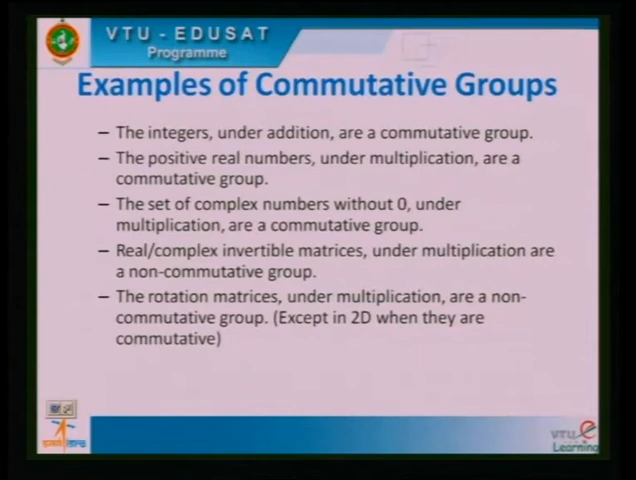 VTU - EDUSAT
Programme
Examples of Commutative Groups
– The integers, under addition, are a commutative group.
– The positive real numbers, under multiplication, are a
commutative group.
– The set of complex numbers without 0, under
multiplication, are a commutative group.
– Real/complex invertible matrices, under multiplication are
a non-commutative group.
– The rotation matrices, under multiplication, are a non-
commutative group. (Except in 2D when they are
commutative)
VTU e
Learning